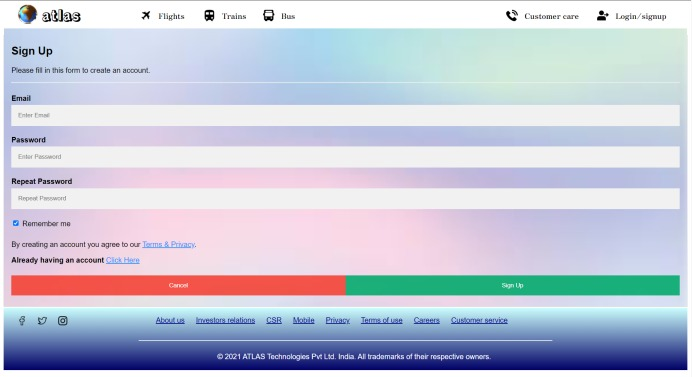 atlas Flights Trains Bus Customer care Login/signup
Sign Up
Please fill in this form to create an account.
Email
Enter Email
Password
Enter Password
Repeat Password
Repeat Password
Remember me
By creating an account you agree to our Terms & Privacy.
Already having an account Click Here
Cancel Sign Up
About us Investors relations CSR Mobile Privacy Terms of use Careers Customer service
© 2021 ATLAS Technologies Pvt Ltd. India. All trademarks of their respective owners.